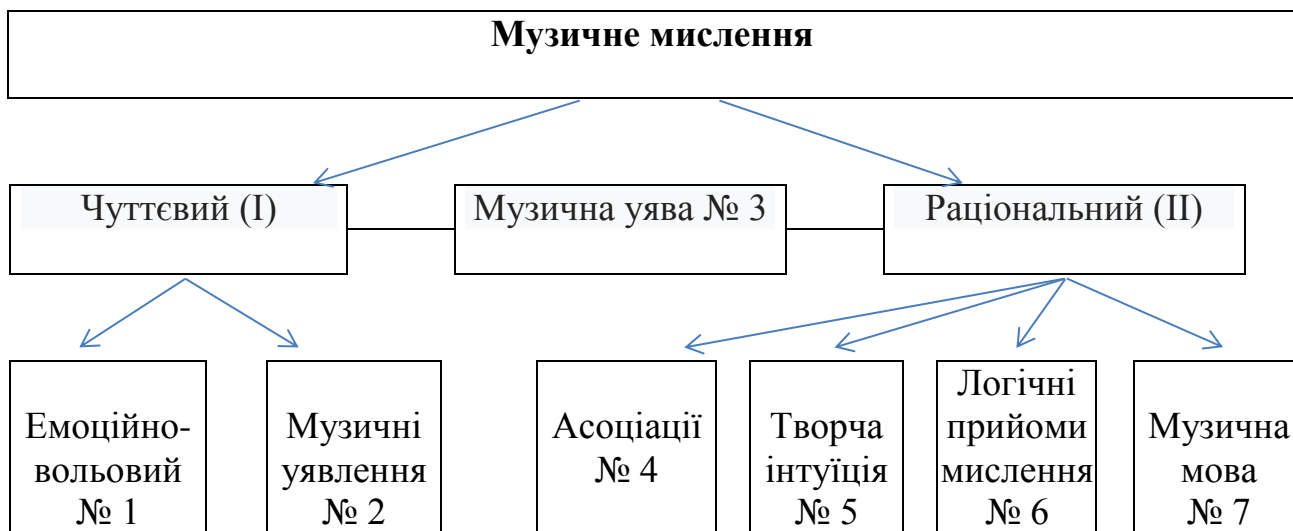 Музичне мислення
Чуттєвий (I)
Музична уява № 3
Раціональний (II)
Емоційно-
вольовий
№ 1
Музичні
уявлення
№ 2
Асоціації
№ 4
Творча
інтуїція
№ 5
Логічні
прийоми
мислення
№ 6
Музична
мова
№ 7